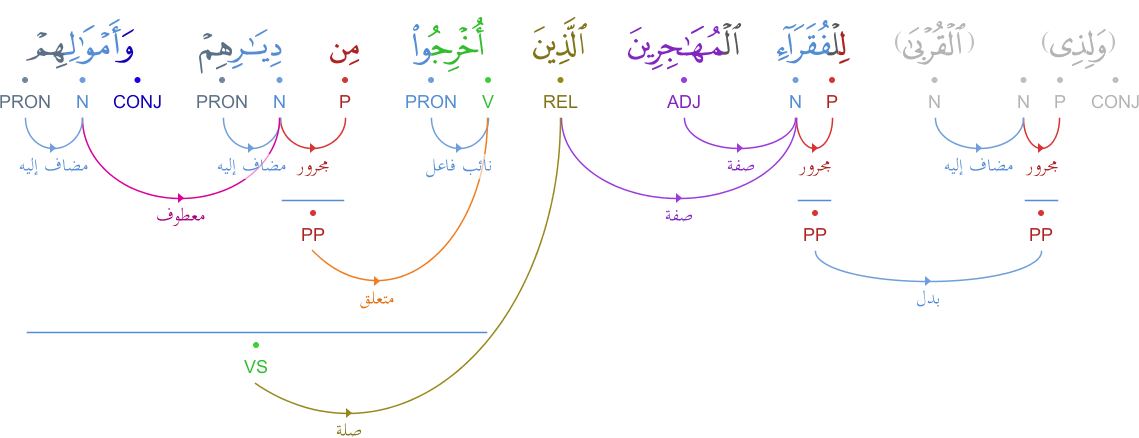 (وَلِذِى) (ٱلْقُرْبَىٰ) لِلْفُقَرَآءِ ٱلْمُهَٰجِرِينَ ٱلَّذِينَ أُخْرِجُوا۟ مِن دِيَٰرِهِمْ وَأَمْوَٰلِهِمْ
CONJ P N N P N ADJ REL V PRON P N PRON CONJ N PRON
مجرور مضاف إليه مجرور صفة نائب فاعل مجرور مضاف إليه مضاف إليه
صفة معطوف
PP PP PP
بدل متعلق
VS
صلة